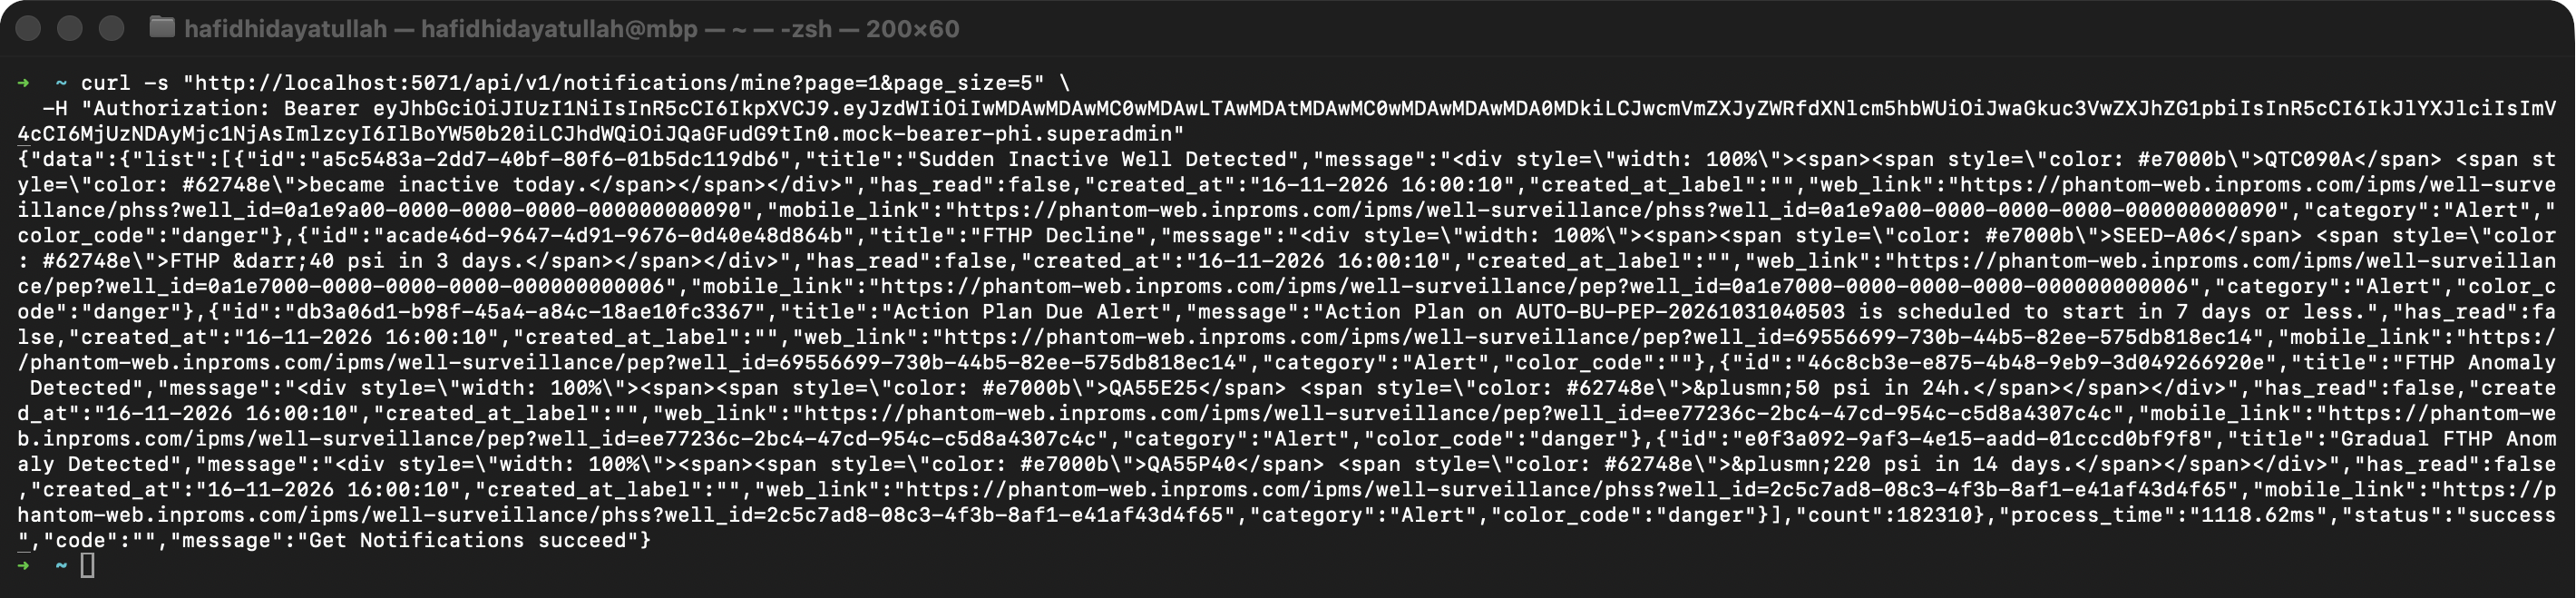 hafidhidayatullah — hafidhidayatullah@mbp — ~ — -zsh — 200×60
➜  ~ curl -s "http://localhost:5071/api/v1/notifications/mine?page=1&page_size=5" \
  -H "Authorization: Bearer eyJhbGciOiJIUzI1NiIsInR5cCI6IkpXVCJ9.eyJzdWIiOiIwMDAwMDAwMC0wMDAwLTAwMDAtMDAwMC0wMDAwMDAwMDA0MDkiLCJwcmVmZXJyZWRfdXNlcm5hbWUiOiJwaGkuc3VwZXJhZG1pbiIsInR5cCI6IkJlYXJlciIsImV
4cCI6MjUzNDAyMjc1NjAsImlzcyI6IlBoYW50b20iLCJhdWQiOiJQaGFudG9tIn0.mock-bearer-phi.superadmin"
{"data":{"list":[{"id":"a5c5483a-2dd7-40bf-80f6-01b5dc119db6","title":"Sudden Inactive Well Detected","message":"<div style=\"width: 100%\"><span><span style=\"color: #e7000b\">QTC090A</span> <span st
yle=\"color: #62748e\">became inactive today.</span></span></div>","has_read":false,"created_at":"16-11-2026 16:00:10","created_at_label":"","web_link":"https://phantom-web.inproms.com/ipms/well-surve
illance/phss?well_id=0a1e9a00-0000-0000-0000-000000000090","mobile_link":"https://phantom-web.inproms.com/ipms/well-surveillance/phss?well_id=0a1e9a00-0000-0000-0000-000000000090","category":"Alert","
color_code":"danger"},{"id":"acade46d-9647-4d91-9676-0d40e48d864b","title":"FTHP Decline","message":"<div style=\"width: 100%\"><span><span style=\"color: #e7000b\">SEED-A06</span> <span style=\"color
: #62748e\">FTHP &darr;40 psi in 3 days.</span></span></div>","has_read":false,"created_at":"16-11-2026 16:00:10","created_at_label":"","web_link":"https://phantom-web.inproms.com/ipms/well-surveillan
ce/pep?well_id=0a1e7000-0000-0000-0000-000000000006","mobile_link":"https://phantom-web.inproms.com/ipms/well-surveillance/pep?well_id=0a1e7000-0000-0000-0000-000000000006","category":"Alert","color_c
ode":"danger"},{"id":"db3a06d1-b98f-45a4-a84c-18ae10fc3367","title":"Action Plan Due Alert","message":"Action Plan on AUTO-BU-PEP-20261031040503 is scheduled to start in 7 days or less.","has_read":fa
lse,"created_at":"16-11-2026 16:00:10","created_at_label":"","web_link":"https://phantom-web.inproms.com/ipms/well-surveillance/pep?well_id=69556699-730b-44b5-82ee-575db818ec14","mobile_link":"https:/
/phantom-web.inproms.com/ipms/well-surveillance/pep?well_id=69556699-730b-44b5-82ee-575db818ec14","category":"Alert","color_code":""},{"id":"46c8cb3e-e875-4b48-9eb9-3d049266920e","title":"FTHP Anomaly
 Detected","message":"<div style=\"width: 100%\"><span><span style=\"color: #e7000b\">QA55E25</span> <span style=\"color: #62748e\">&plusmn;50 psi in 24h.</span></span></div>","has_read":false,"create
d_at":"16-11-2026 16:00:10","created_at_label":"","web_link":"https://phantom-web.inproms.com/ipms/well-surveillance/pep?well_id=ee77236c-2bc4-47cd-954c-c5d8a4307c4c","mobile_link":"https://phantom-we
b.inproms.com/ipms/well-surveillance/pep?well_id=ee77236c-2bc4-47cd-954c-c5d8a4307c4c","category":"Alert","color_code":"danger"},{"id":"e0f3a092-9af3-4e15-aadd-01cccd0bf9f8","title":"Gradual FTHP Anom
aly Detected","message":"<div style=\"width: 100%\"><span><span style=\"color: #e7000b\">QA55P40</span> <span style=\"color: #62748e\">&plusmn;220 psi in 14 days.</span></span></div>","has_read":false
,"created_at":"16-11-2026 16:00:10","created_at_label":"","web_link":"https://phantom-web.inproms.com/ipms/well-surveillance/phss?well_id=2c5c7ad8-08c3-4f3b-8af1-e41af43d4f65","mobile_link":"https://p
hantom-web.inproms.com/ipms/well-surveillance/phss?well_id=2c5c7ad8-08c3-4f3b-8af1-e41af43d4f65","category":"Alert","color_code":"danger"}],"count":182310},"process_time":"1118.62ms","status":"success
","code":"","message":"Get Notifications succeed"}
➜  ~